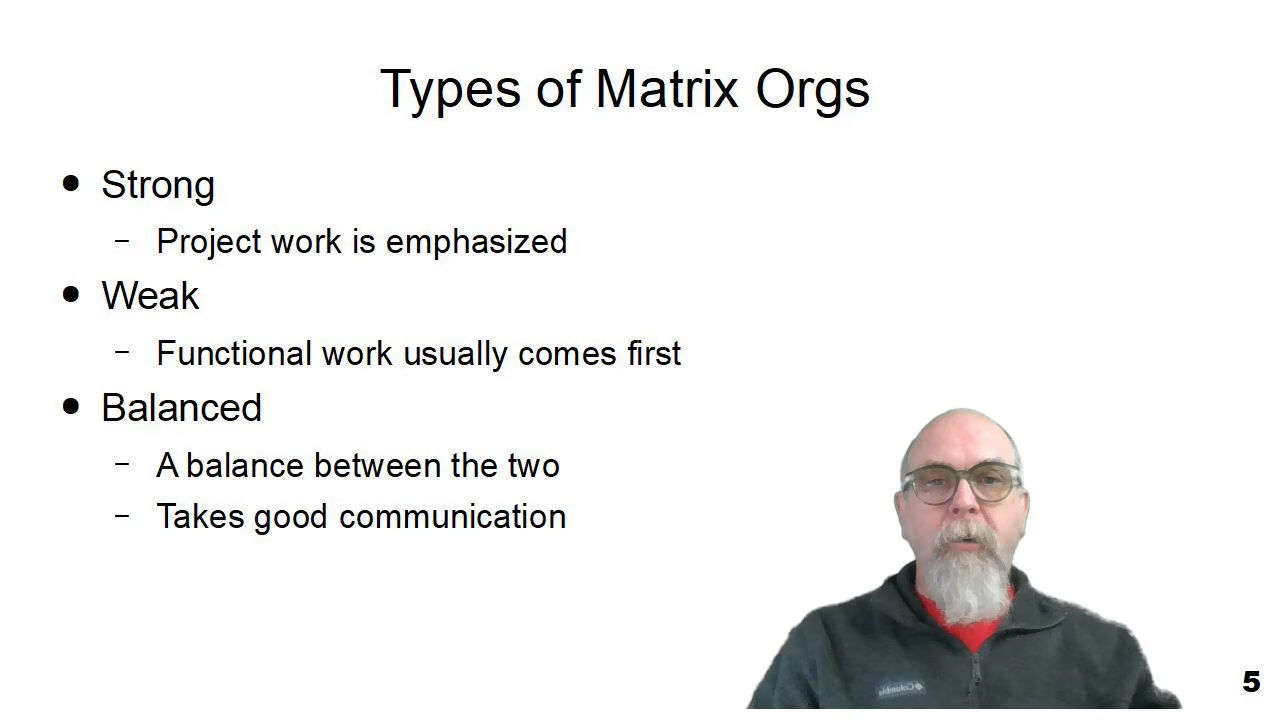 Types of Matrix Orgs
● Strong
– Project work is emphasized
● Weak
– Functional work usually comes first
● Balanced
– A balance between the two
– Takes good communication
Columbia
5